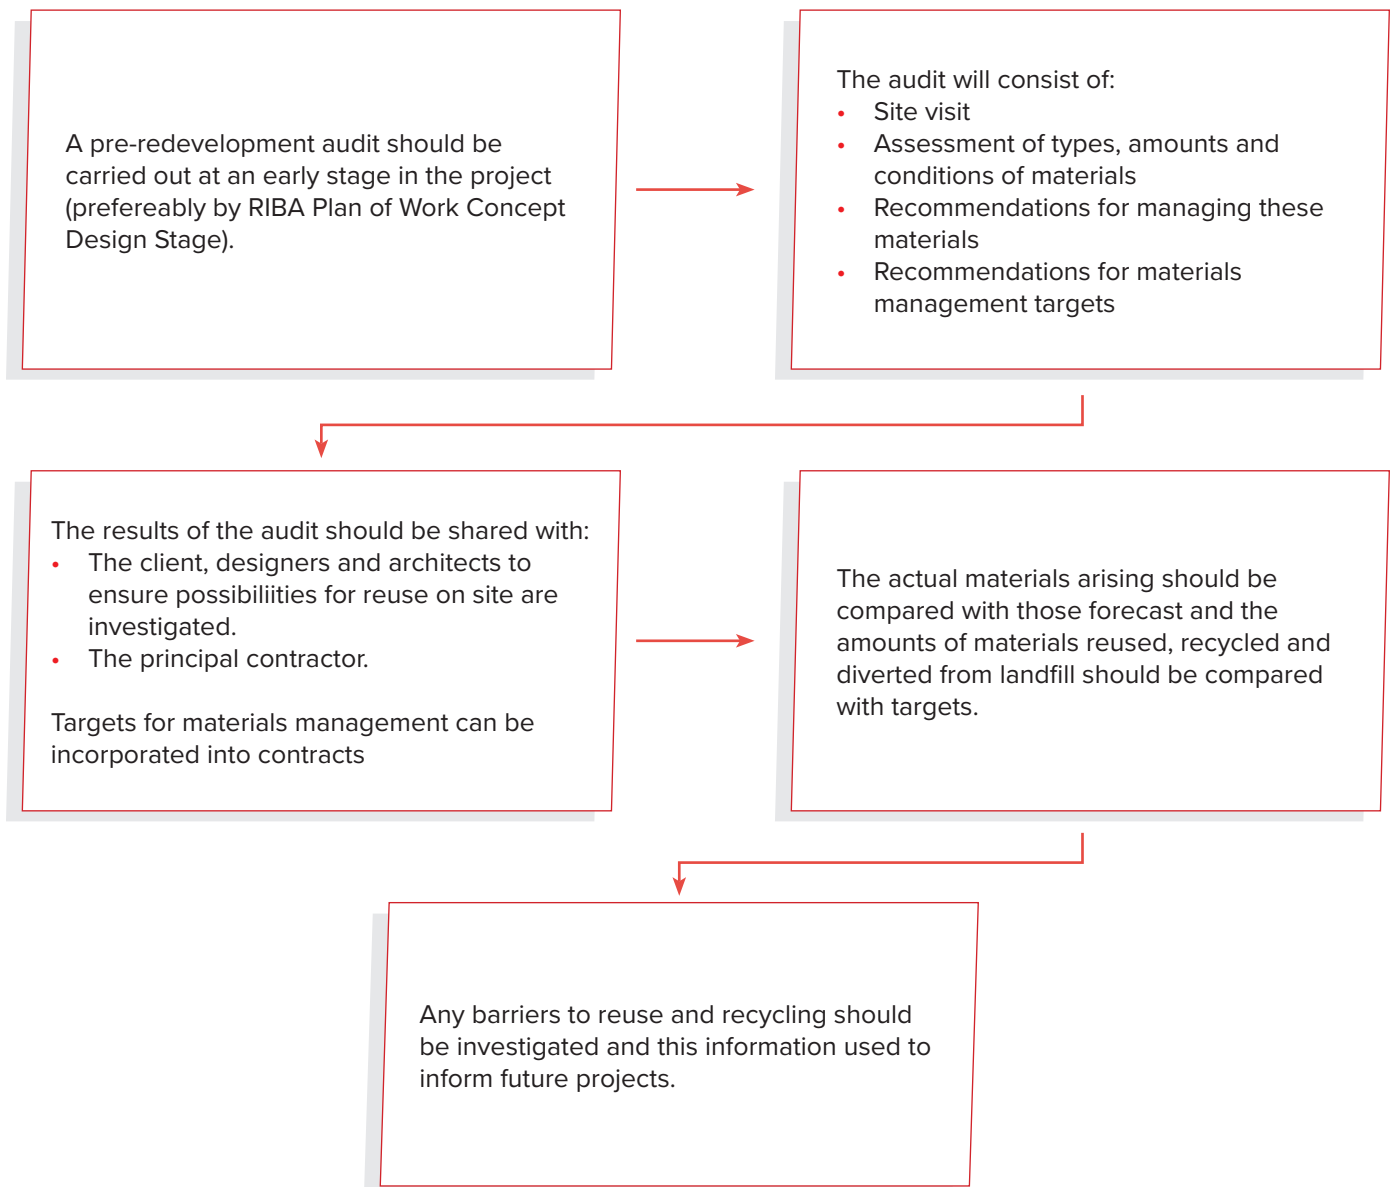 A pre-redevelopment audit should be
carried out at an early stage in the project
(prefereably by RIBA Plan of Work Concept
Design Stage).
The audit will consist of:
• Site visit
• Assessment of types, amounts and
conditions of materials
• Recommendations for managing these
materials
• Recommendations for materials
management targets
The results of the audit should be shared with:
• The client, designers and architects to
ensure possibiliities for reuse on site are
investigated.
• The principal contractor.
Targets for materials management can be
incorporated into contracts
The actual materials arising should be
compared with those forecast and the
amounts of materials reused, recycled and
diverted from landfill should be compared
with targets.
Any barriers to reuse and recycling should
be investigated and this information used to
inform future projects.